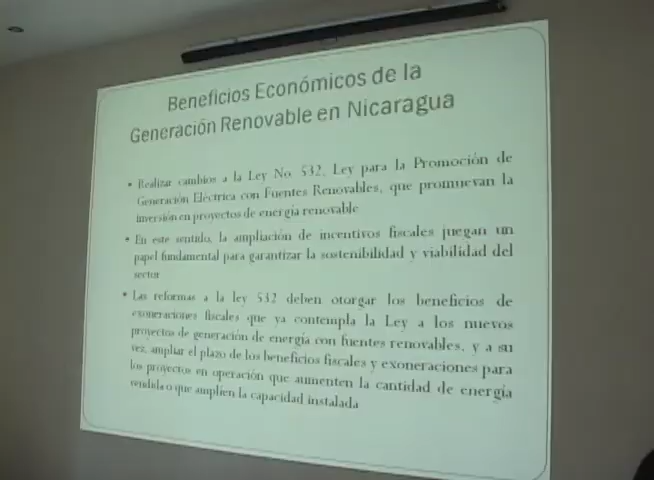 Beneficios Económicos de la
Generación Renovable en Nicaragua
• Realizar cambios a la Ley No. 532, Ley para la Promoción de
Generación Eléctrica con Fuentes Renovables, que promuevan la
inversión en proyectos de energía renovable
• En este sentido, la ampliación de incentivos fiscales juegan un
papel fundamental para garantizar la sostenibilidad y viabilidad del
sector
• Las reformas a la ley 532 deben otorgar los beneficios de
exoneraciones fiscales que ya contempla la Ley a los nuevos
proyectos de generación de energía con fuentes renovables, y a su
vez, ampliar el plazo de los beneficios fiscales y exoneraciones para
los proyectos en operación que aumenten la cantidad de energía
vendida o que amplíen la capacidad instalada